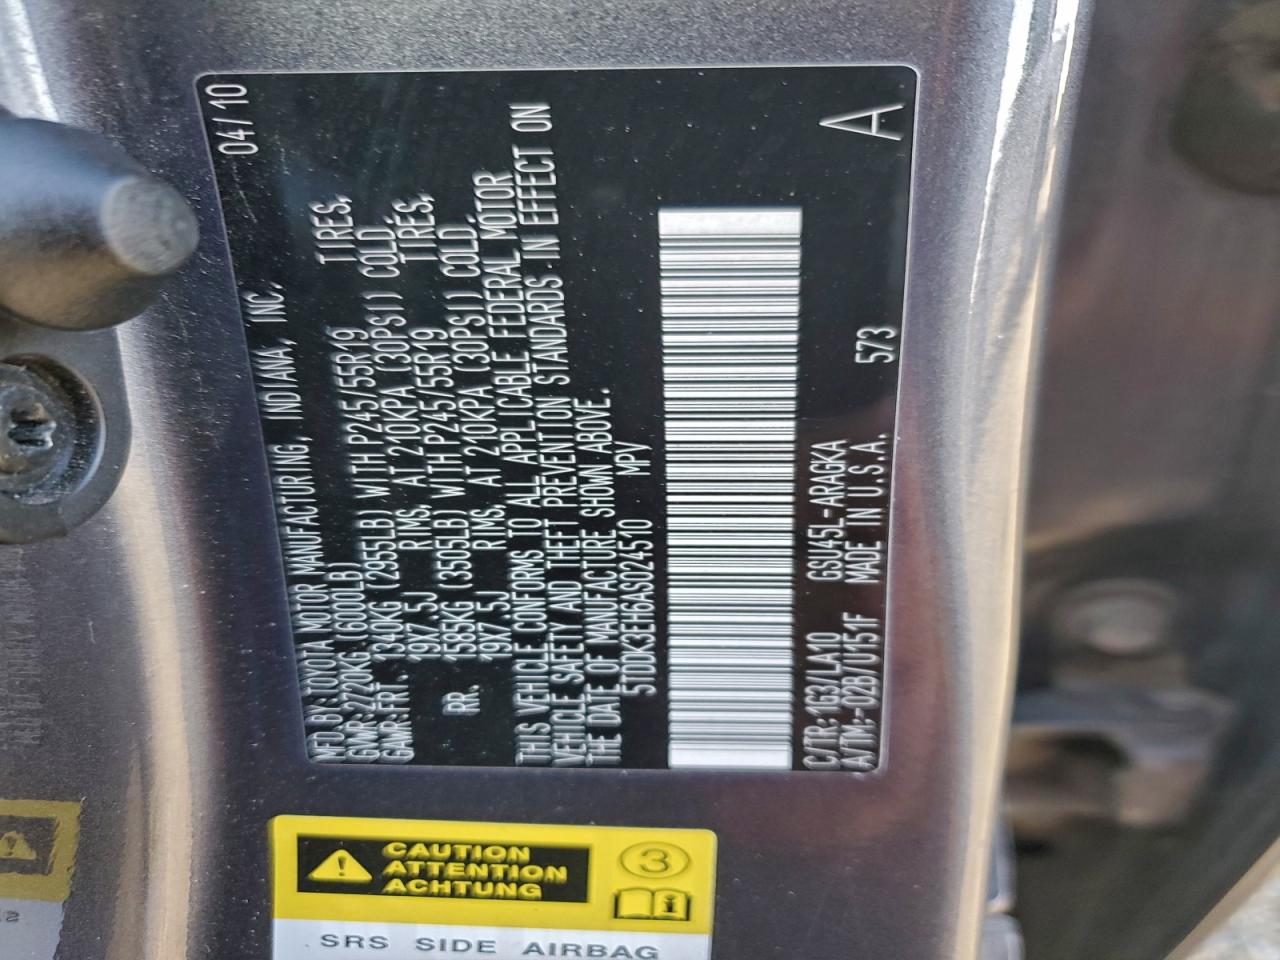 MFD.BY:TOYOTA MOTOR MANUFACTURING, INDIANA, INC. 04/10
GVWR:2720KG(6000LB)
GAWR:FRT. 1340KG (2955LB) WITH P245/55R19 TIRES,
19X7.5J RIMS, AT 210KPA (30PSI) COLD.
RR. 1585KG (3505LB) WITH P245/55R19 TIRES,
19X7.5J RIMS, AT 210KPA (30PSI) COLD.
THIS VEHICLE CONFORMS TO ALL APPLICABLE FEDERAL MOTOR
VEHICLE SAFETY AND THEFT PREVENTION STANDARDS IN EFFECT ON
THE DATE OF MANUFACTURE SHOWN ABOVE.
5TDDK3EH6AS024510 MPV
C/TR:1G3/LA10 GSU45L-ARAGKA
A/TM:-02B/U151F MADE IN U.S.A. 573 A
CAUTION
ATTENTION
ACHTUNG
3
i
SRS SIDE AIRBAG